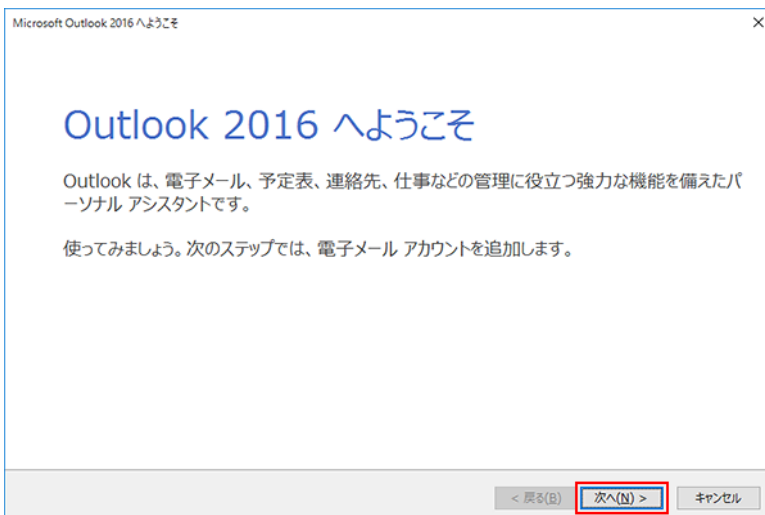 Microsoft Outlook 2016 へようこそ
Outlook 2016 へようこそ
Outlook は、電子メール、予定表、連絡先、仕事などの管理に役立つ強力な機能を備えたパ
ーソナル アシスタントです。
使ってみましょう。次のステップでは、電子メール アカウントを追加します。
< 戻る(B) 次へ(N) > キャンセル